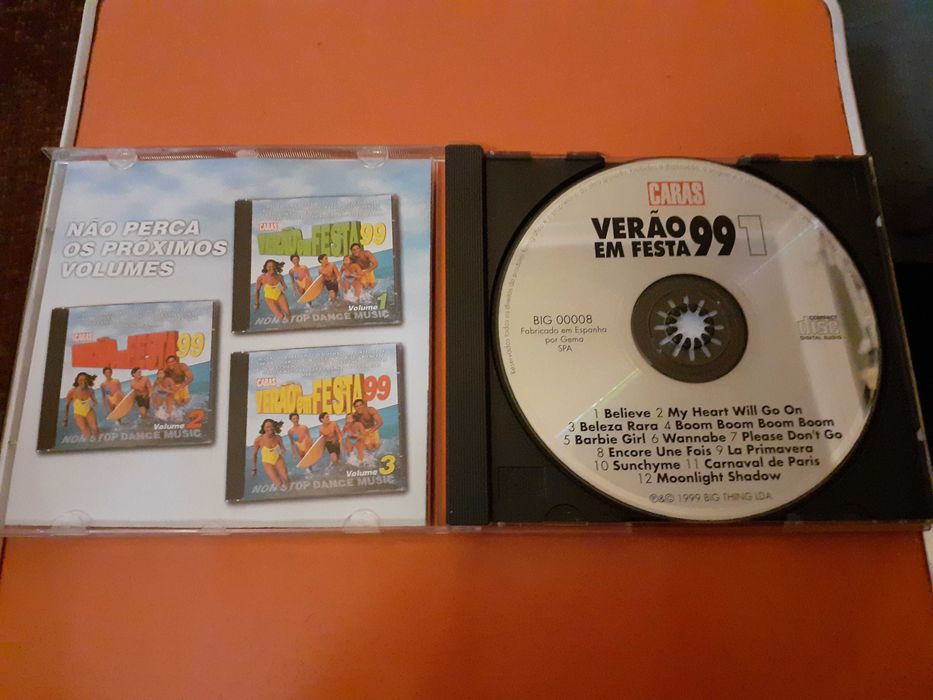 NÃO PERCA
OS PRÓXIMOS
VOLUMES
CARAS
VERÃO EM FESTA 99
Volume 1
NON STOP DANCE MUSIC
CARAS
VERÃO EM FESTA 99
Volume 2
NON STOP DANCE MUSIC
CARAS
VERÃO EM FESTA 99
Volume 3
NON STOP DANCE MUSIC
CARAS
VERÃO
EM FESTA 99 1
BIG 00008
Fabricado em Espanha
por Gema
SPA
COMPACT
DISC
DIGITAL AUDIO
1 Believe 2 My Heart Will Go On
3 Beleza Rara 4 Boom Boom Boom Boom
5 Barbie Girl 6 Wannabe 7 Please Don't Go
8 Encore Une Fois 9 La Primavera
10 Sunchyme 11 Carnaval de Paris
12 Moonlight Shadow
℗&© 1999 BIG THING LDA